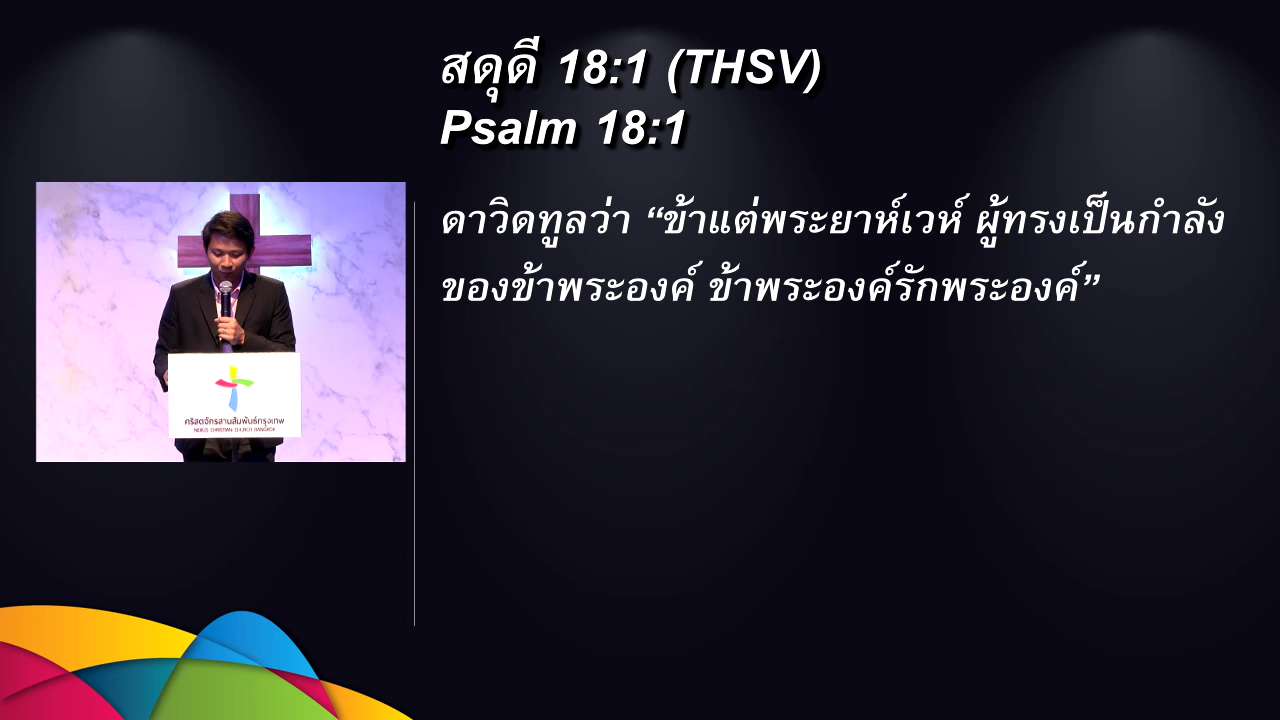 สดุดี 18:1 (THSV)
Psalm 18:1
ดาวิดทูลว่า “ข้าแต่พระยาห์เวห์ ผู้ทรงเป็นกำลัง
ของข้าพระองค์ ข้าพระองค์รักพระองค์”
คริสตจักรสานสัมพันธ์กรุงเทพ
NEXUS CHRISTIAN CHURCH BANGKOK